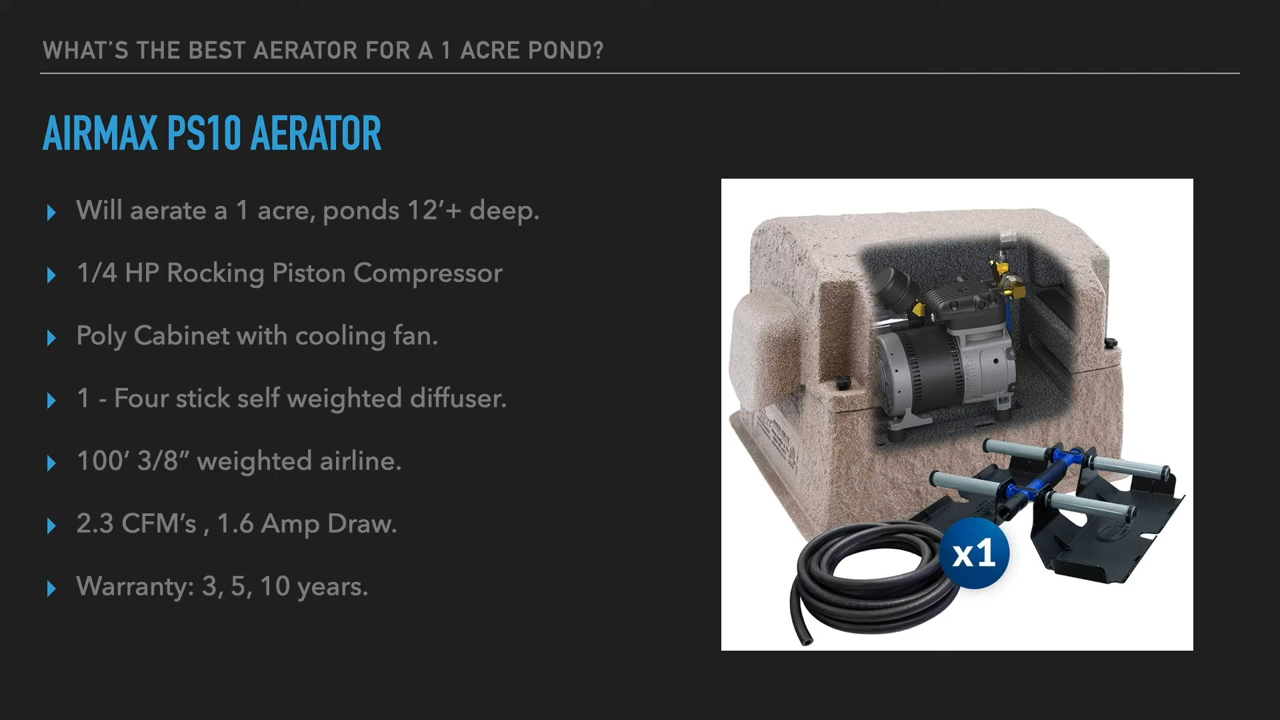 WHAT'S THE BEST AERATOR FOR A 1 ACRE POND?
AIRMAX PS10 AERATOR
Will aerate a 1 acre, ponds 12'+ deep.
1/4 HP Rocking Piston Compressor
Poly Cabinet with cooling fan.
1 - Four stick self weighted diffuser.
100' 3/8” weighted airline.
2.3 CFM's , 1.6 Amp Draw.
Warranty: 3, 5, 10 years.
x1